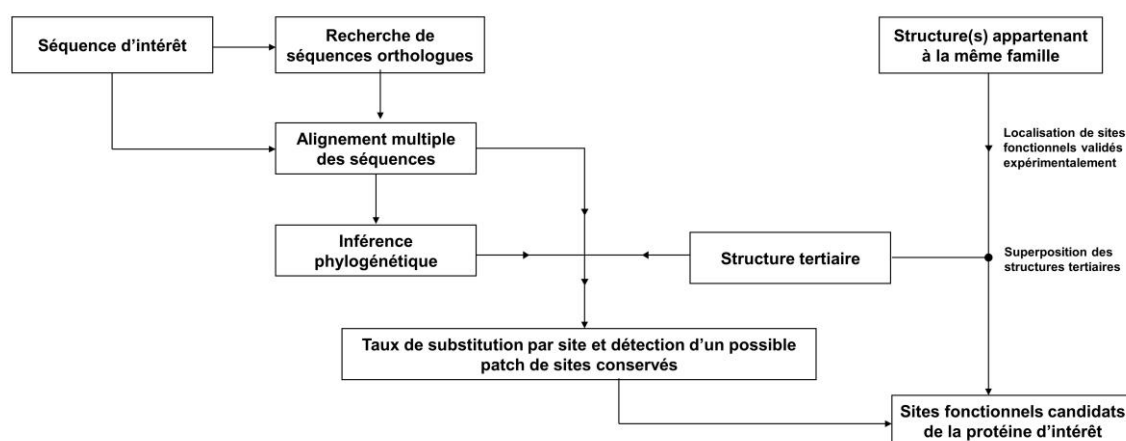 Séquence d'intérêt
Recherche de
séquences orthologues
Structure(s) appartenant
à la même famille
Alignement multiple
des séquences
Localisation de sites
fonctionnels validés
expérimentalement
Inférence
phylogénétique
Structure tertiaire
Superposition des
structures tertiaires
Taux de substitution par site et détection d'un possible
patch de sites conservés
Sites fonctionnels candidats
de la protéine d'intérêt